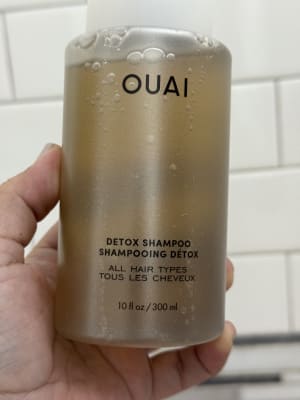 OUAI
DETOX SHAMPOO
SHAMPOOING DÉTOX
ALL HAIR TYPES
TOUS LES CHEVEUX
10 fl oz / 300 ml